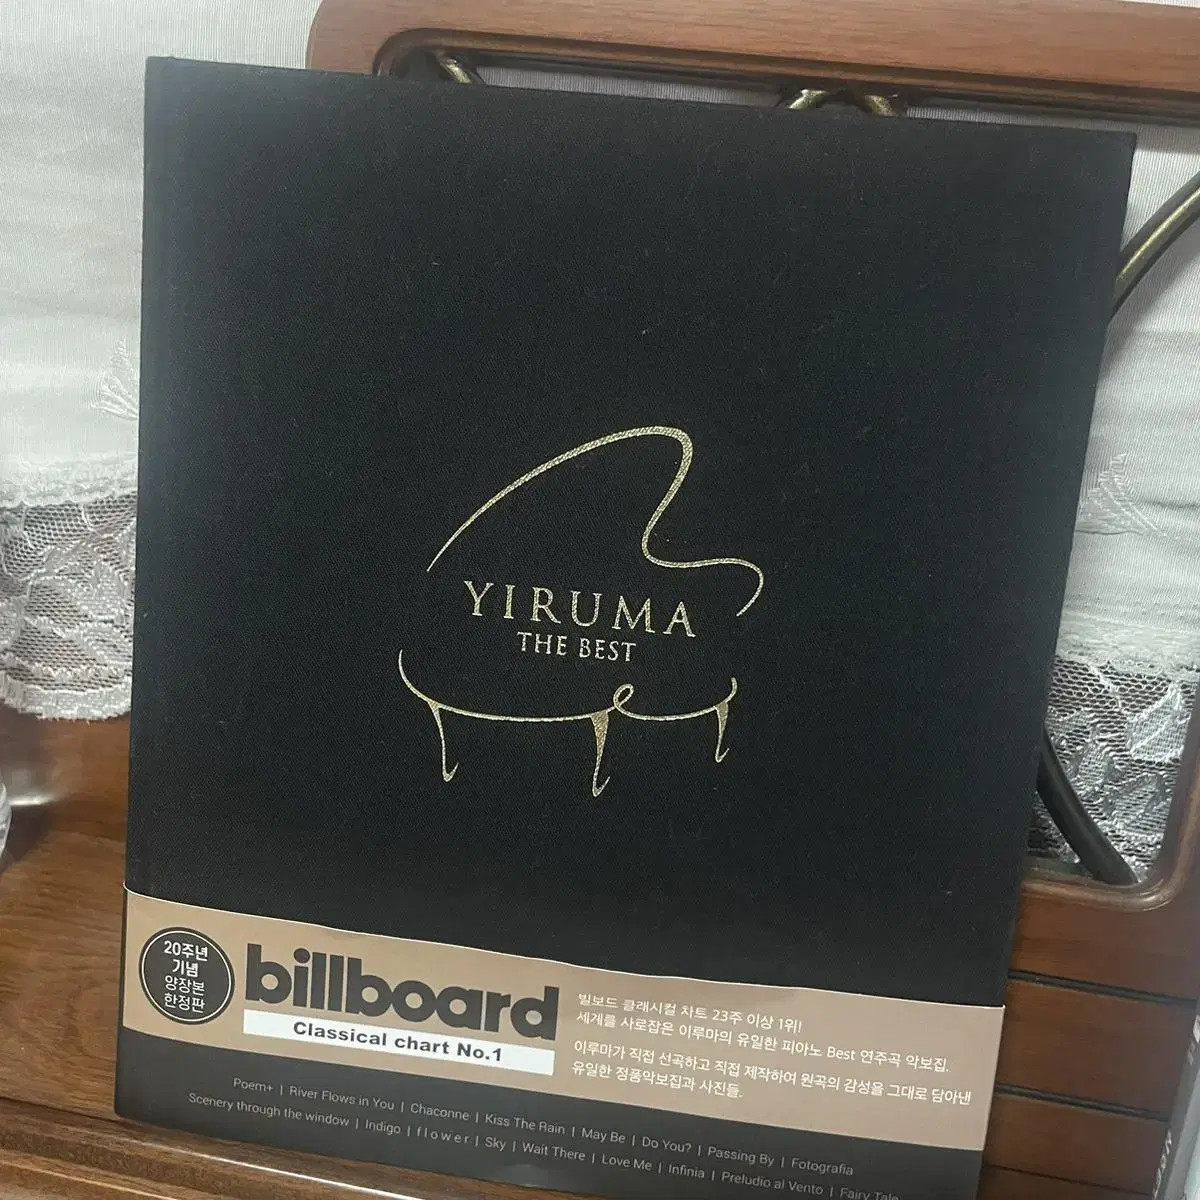 YIRUMA
THE BEST
20주년
기념
양장본
한정판
billboard
Classical chart No.1
빌보드 클래시컬 차트 23주 이상 1위!
세계를 사로잡은 이루마의 유일한 피아노 Best 연주곡 악보집.
이루마가 직접 선곡하고 직접 제작하여 원곡의 감성을 그대로 담아낸
유일한 정품악보집과 사진들.
Poem+ | River Flows in You | Chaconne | Kiss The Rain | May Be | Do You? | Passing By | Fotografia
Scenery through the window | Indigo | f l o w e r | Sky | Wait There | Love Me | Infinia | Preludio al Vento | Fairy Tale